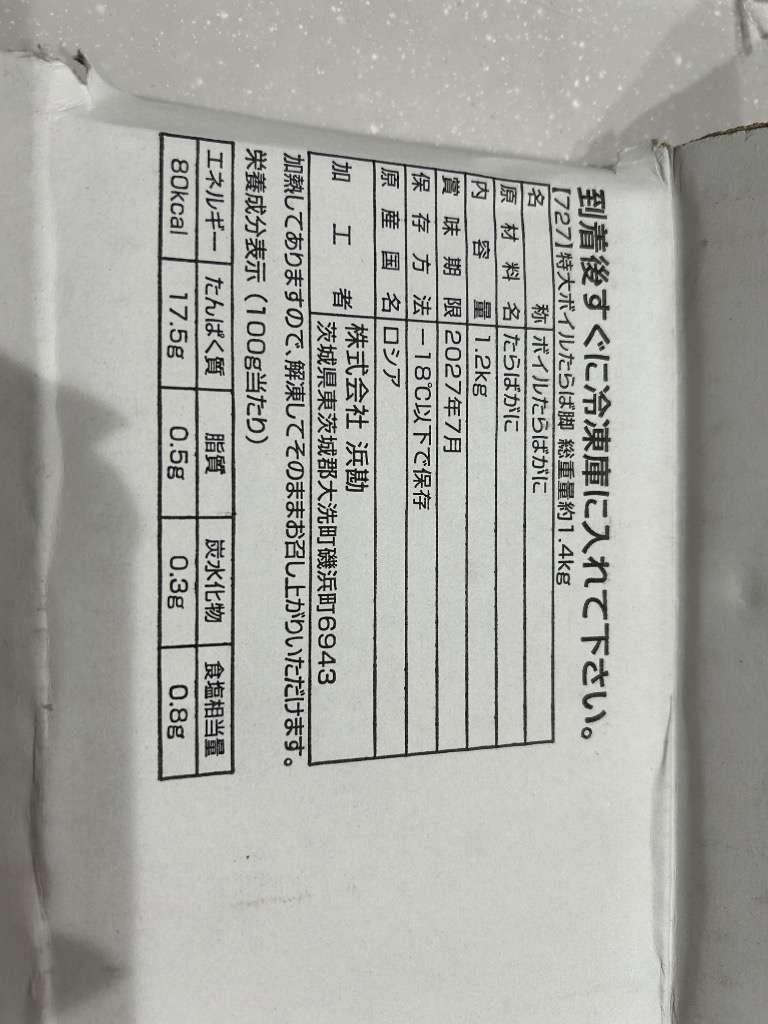 到着後すぐに冷凍庫に入れて下さい。
【727】特大ボイルたらば脚 総重量約1.4kg
名称 ボイルたらばがに
原材料名 たらばがに
内容量 1.2kg
賞味期限 2027年7月
保存方法 −18℃以下で保存
原産国名 ロシア
加工者 株式会社 浜勘
茨城県東茨城郡大洗町磯浜町6943
加熱してありますので、解凍してそのままお召し上がりいただけます。
栄養成分表示（100g当たり）
エネルギー たんぱく質 脂質 炭水化物 食塩相当量
80kcal 17.5g 0.5g 0.3g 0.8g